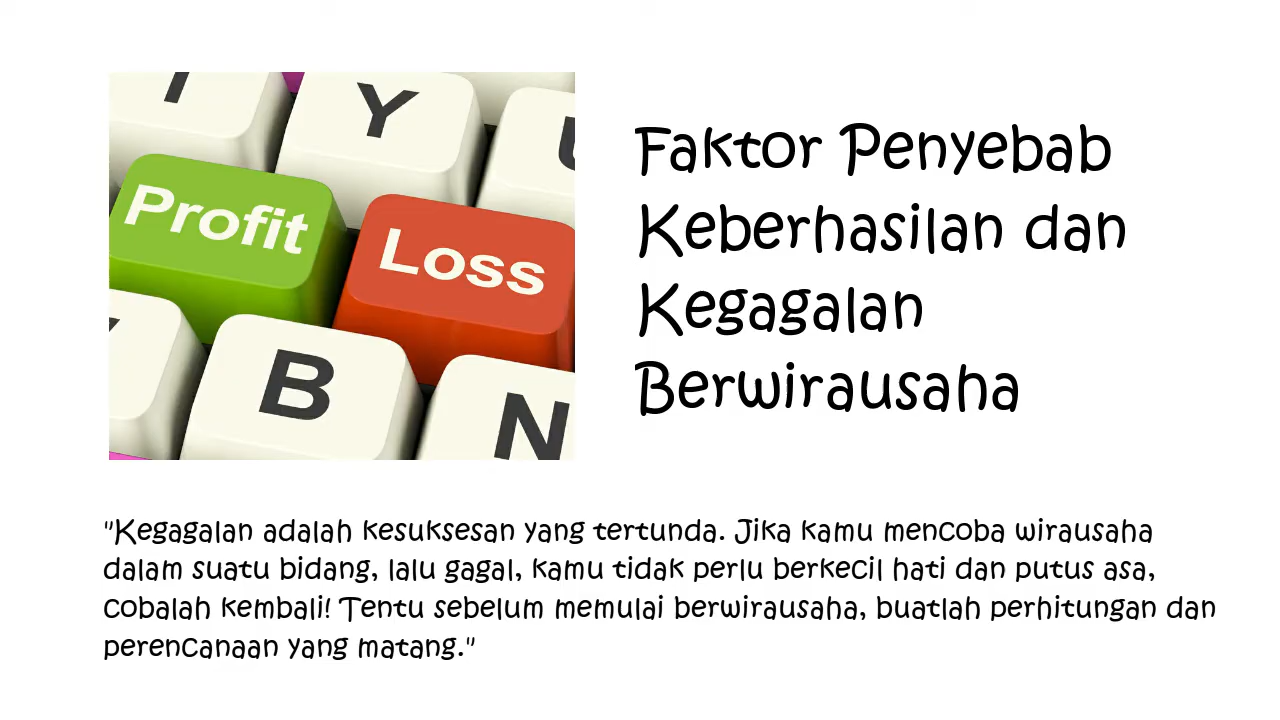 I
Y
U
Profit
Loss
B
N
Faktor Penyebab
Keberhasilan dan
Kegagalan
Berwirausaha
"Kegagalan adalah kesuksesan yang tertunda. Jika kamu mencoba wirausaha
dalam suatu bidang, lalu gagal, kamu tidak perlu berkecil hati dan putus asa,
cobalah kembali! Tentu sebelum memulai berwirausaha, buatlah perhitungan dan
perencanaan yang matang."